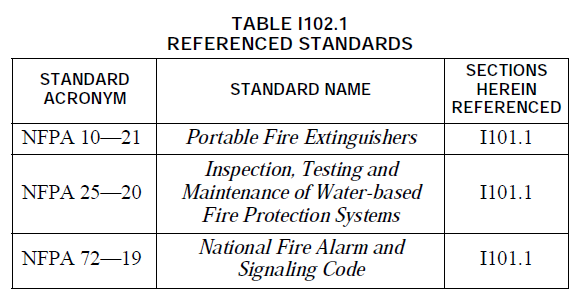 TABLE I102.1
REFERENCED STANDARDS
STANDARD
ACRONYM
STANDARD NAME
SECTIONS
HEREIN
REFERENCED
NFPA 10—21
Portable Fire Extinguishers
I101.1
NFPA 25—20
Inspection, Testing and
Maintenance of Water-based
Fire Protection Systems
I101.1
NFPA 72—19
National Fire Alarm and
Signaling Code
I101.1